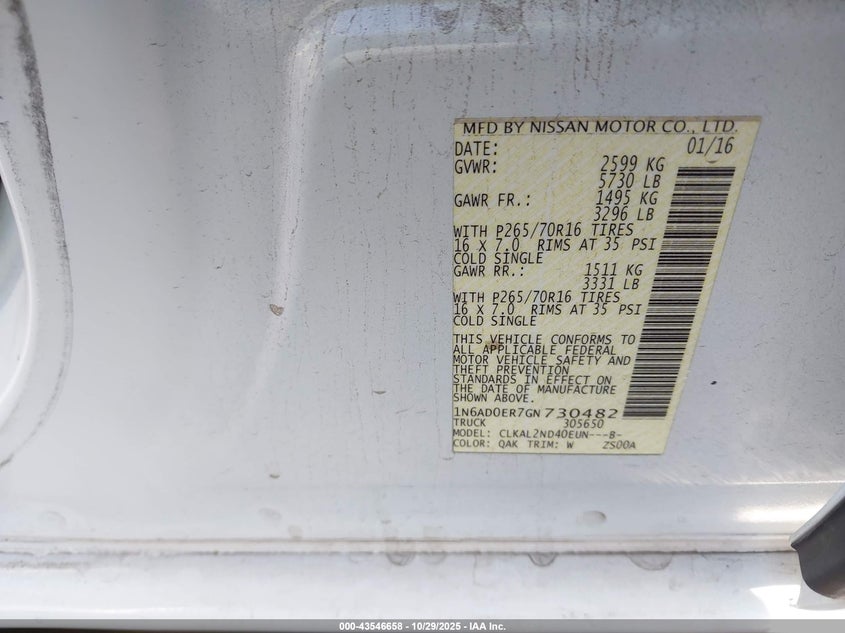 MFD BY NISSAN MOTOR CO., LTD.
DATE: 01/16
GVWR: 2599 KG
5730 LB
GAWR FR.: 1495 KG
3296 LB
WITH P265/70R16 TIRES
16 X 7.0 RIMS AT 35 PSI
COLD SINGLE
GAWR RR.: 1511 KG
3331 LB
WITH P265/70R16 TIRES
16 X 7.0 RIMS AT 35 PSI
COLD SINGLE
THIS VEHICLE CONFORMS TO
ALL APPLICABLE FEDERAL
MOTOR VEHICLE SAFETY AND
THEFT PREVENTION
STANDARDS IN EFFECT ON
THE DATE OF MANUFACTURE
SHOWN ABOVE.
1N6AD0ER7GN730482
TRUCK 305650
MODEL: CLKAL2ND40EUN---B-
COLOR: QAK TRIM: W ZS00A
000-43546658 - 10/29/2025 - IAA Inc.